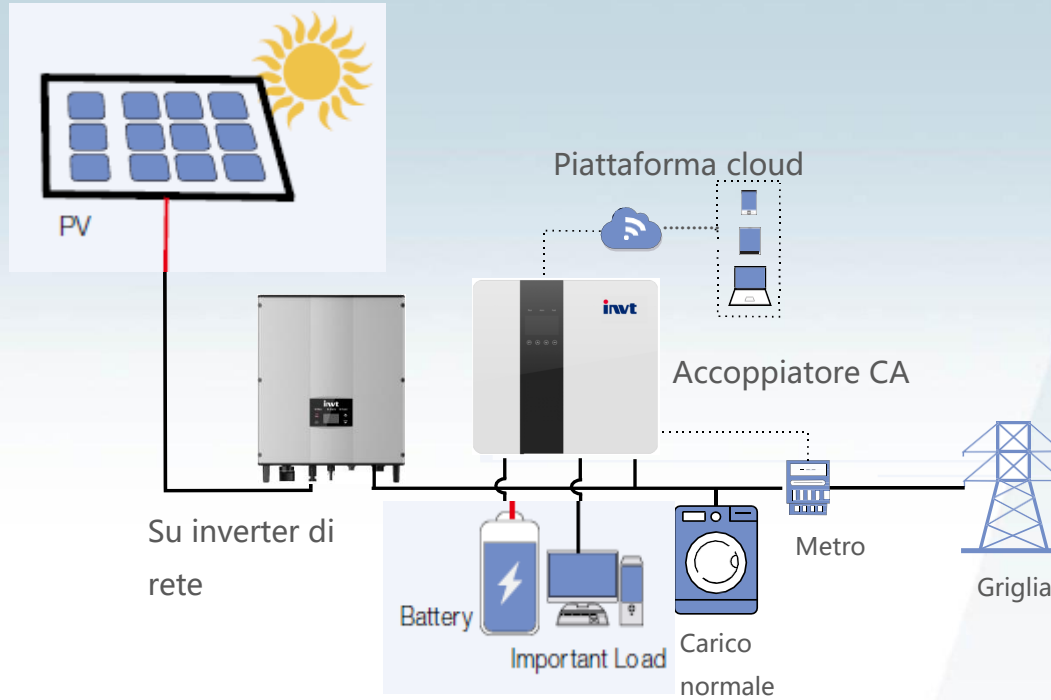 Piattaforma cloud
PV
invt
Accoppiatore CA
invt
Su inverter di
rete
Metro
Griglia
Battery
Important Load
Carico
normale